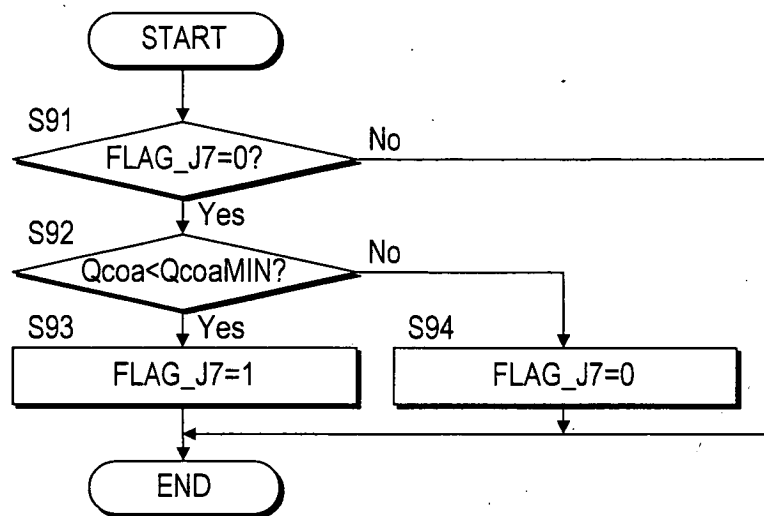 START
S91
FLAG_J7=0?
No
Yes
S92
Qcoa<QcoaMIN?
No
Yes
S93
FLAG_J7=1
S94
FLAG_J7=0
END